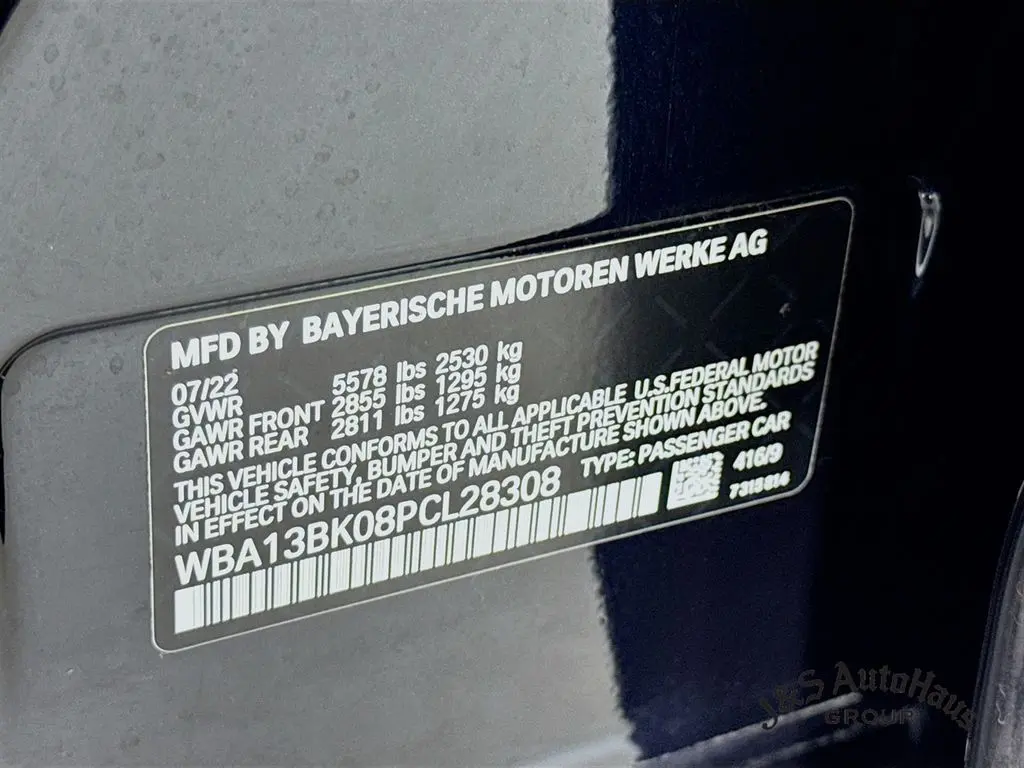 MFD BY BAYERISCHE MOTOREN WERKE AG
07/22
GVWR 5578 lbs 2530 kg
GAWR FRONT 2855 lbs 1295 kg
GAWR REAR 2811 lbs 1275 kg
THIS VEHICLE CONFORMS TO ALL APPLICABLE U.S.FEDERAL MOTOR
VEHICLE SAFETY, BUMPER AND THEFT PREVENTION STANDARDS
IN EFFECT ON THE DATE OF MANUFACTURE SHOWN ABOVE.
WBA13BK08PCL28308 TYPE: PASSENGER CAR
416/9
7313814
J&S AutoHaus
GROUP